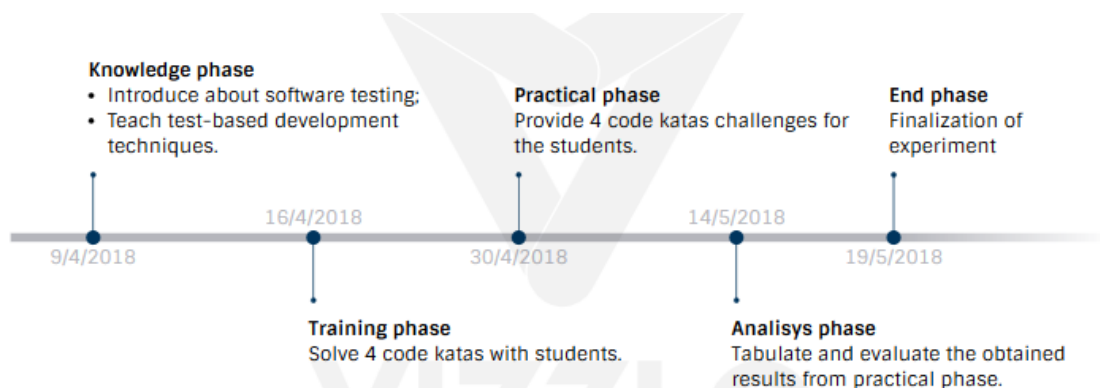 Knowledge phase
• Introduce about software testing;
• Teach test-based development
techniques.
Practical phase
Provide 4 code katas challenges for
the students.
End phase
Finalization of
experiment
16/4/2018
14/5/2018
9/4/2018
30/4/2018
19/5/2018
Training phase
Solve 4 code katas with students.
Analisys phase
Tabulate and evaluate the obtained
results from practical phase.